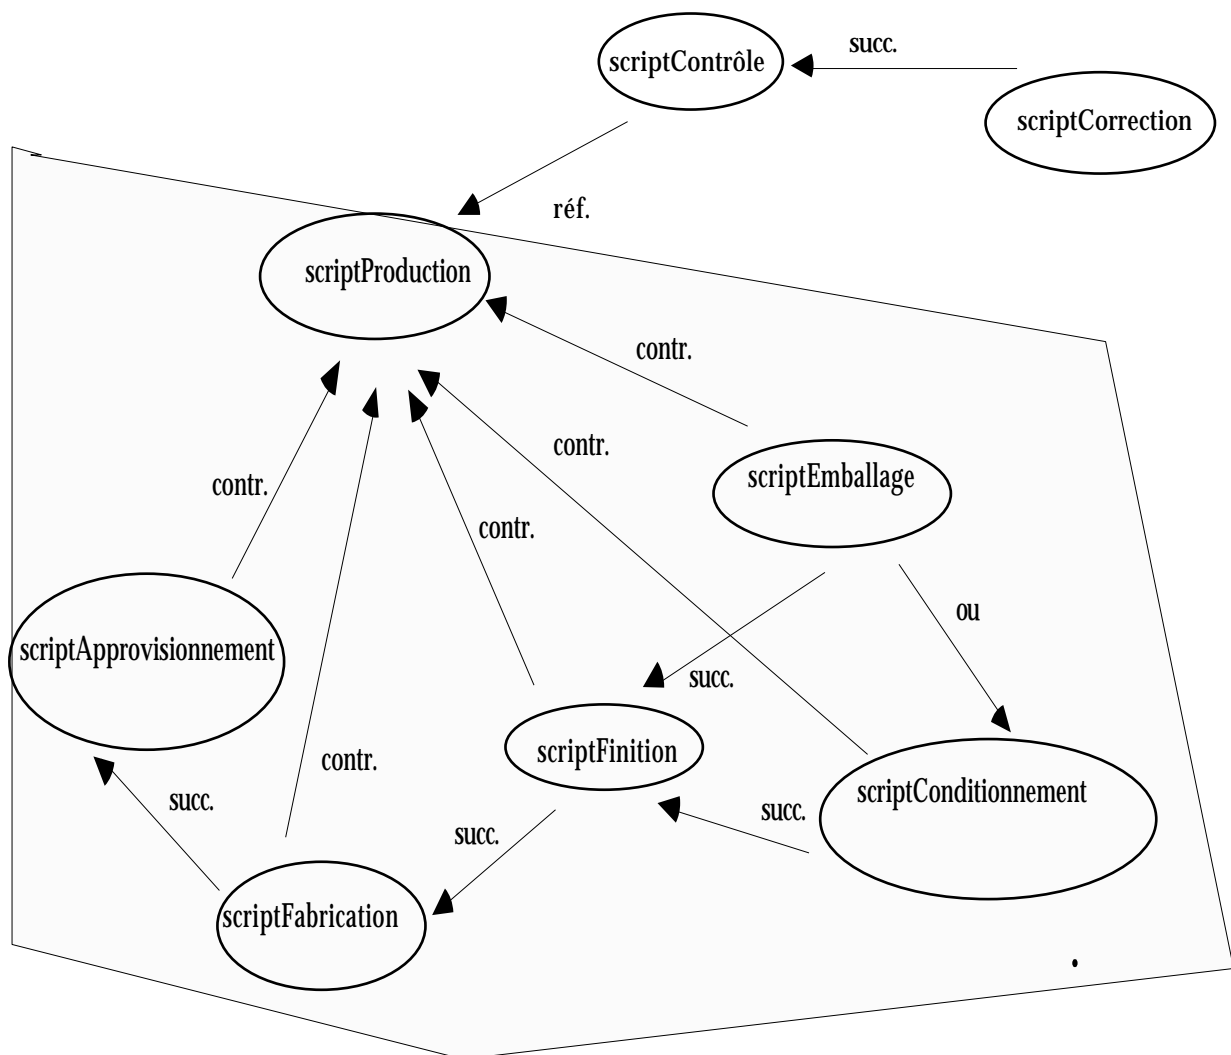 succ.
scriptContrôle
scriptCorrection
réf.
scriptProduction
contr.
contr.
scriptEmballage
contr.
contr.
ou
scriptApprovisionnement
succ.
scriptFinition
contr.
scriptConditionnement
succ.
succ.
succ.
scriptFabrication